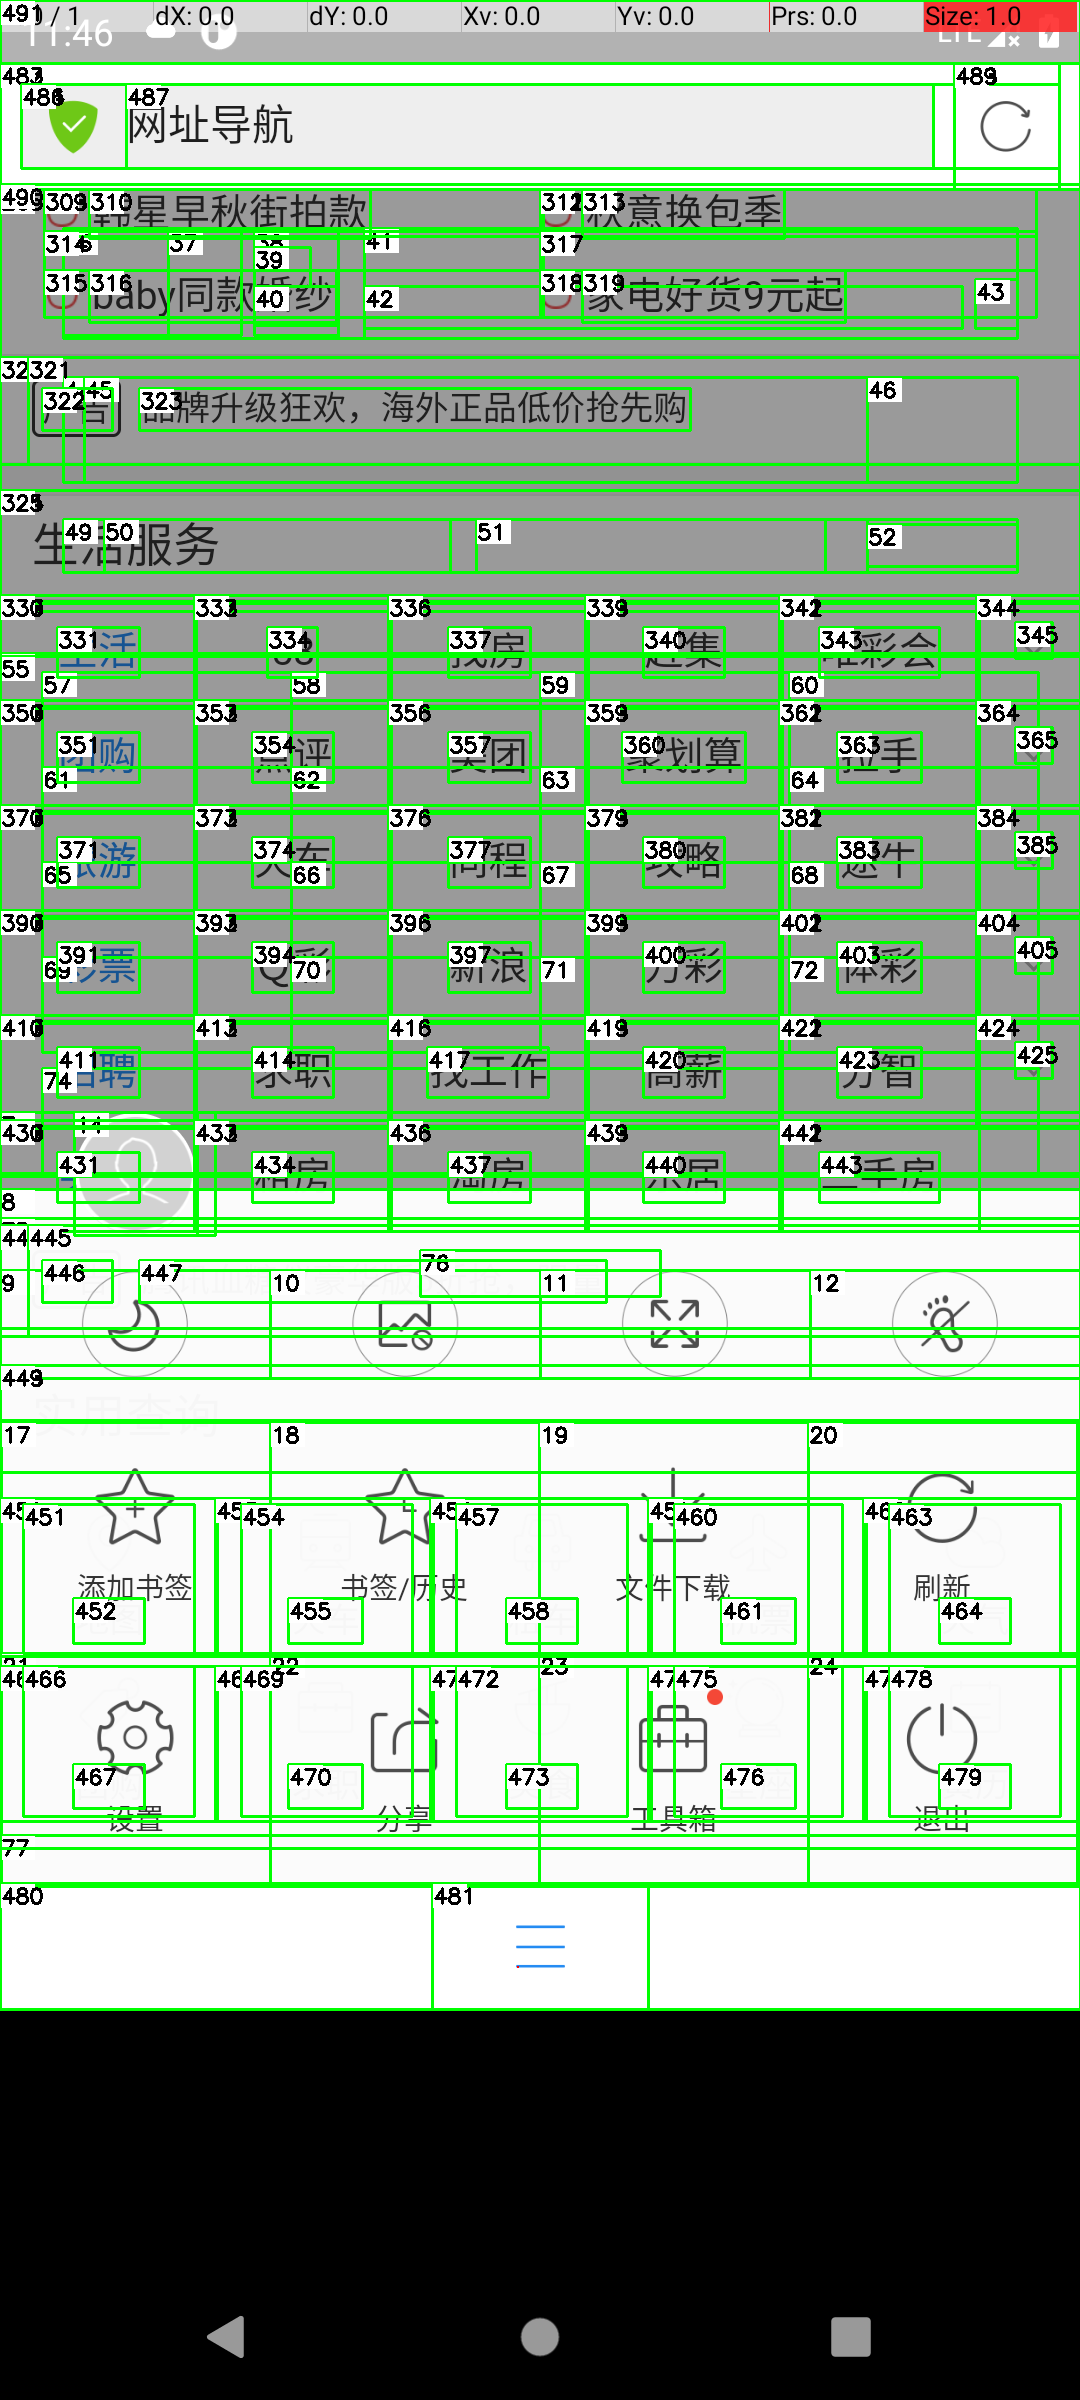 491 0 / 1 dX: 0.0 dY: 0.0 Xv: 0.0 Yv: 0.0 Prs: 0.0 Size: 1.0
11:46 LTE
483 489
486 487 网址导航
490 309 310 韩星早秋街拍款 312 313 秋意换包季
314 37 38 41 317
39
315 316 baby同款婚纱 40 42 318 319 家电好货9元起 43
321
322 45 广告 323 品牌升级狂欢，海外正品低价抢先购 46
325
生活服务 49 50 51 52
330 333 336 339 342 344
331 生活 334 58 337 找房 340 赶集 343 唯彩会 345
55
57 58 59 60
350 353 356 359 362 364
351 团购 354 点评 357 美团 360 聚划算 363 拉手 365
61 62 63 64
370 373 376 379 382 384
371 旅游 374 火车 377 同程 380 攻略 383 途牛 385
65 66 67 68
390 393 396 399 402 404
391 彩票 394 Q彩 397 新浪 400 万彩 403 体彩 405
69 70 71 72
410 413 416 419 422 424
411 招聘 414 求职 417 找工作 420 高薪 423 万智 425
74
14
430 433 436 439 442
431 434 租房 437 440 乐居 443 二手房
8
445
446 447 76
9 10 11 12
449
实用查询
17 18 19 20
451 454 457 460 463
添加书签 书签/历史 文件下载 刷新
452 455 458 461 464
21 22 23 24
466 469 472 475 478
467 470 473 476 479
设置 分享 工具箱 退出
77
480 481